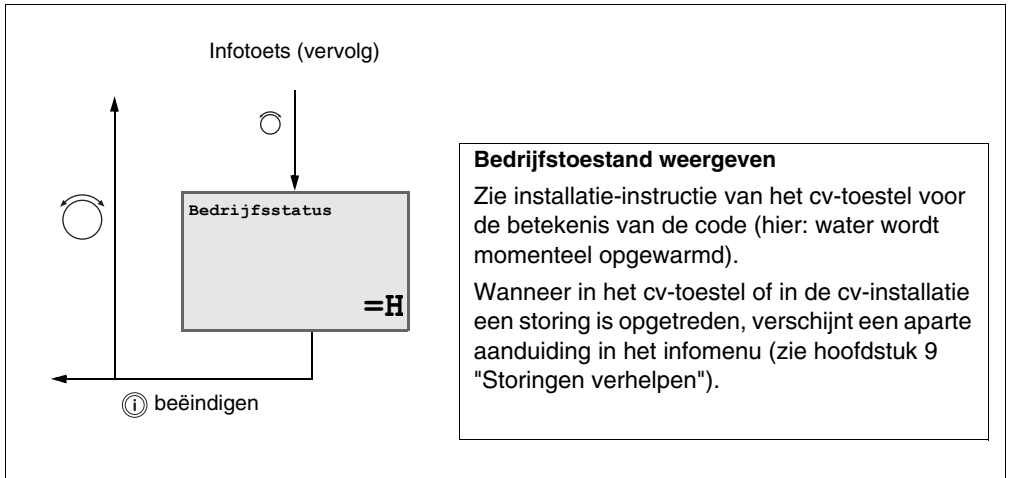 Infotoets (vervolg)
Bedrijfsstatus
=H
i beëindigen
Bedrijfstoestand weergeven
Zie installatie-instructie van het cv-toestel voor
de betekenis van de code (hier: water wordt
momenteel opgewarmd).
Wanneer in het cv-toestel of in de cv-installatie
een storing is opgetreden, verschijnt een aparte
aanduiding in het infomenu (zie hoofdstuk 9
"Storingen verhelpen").